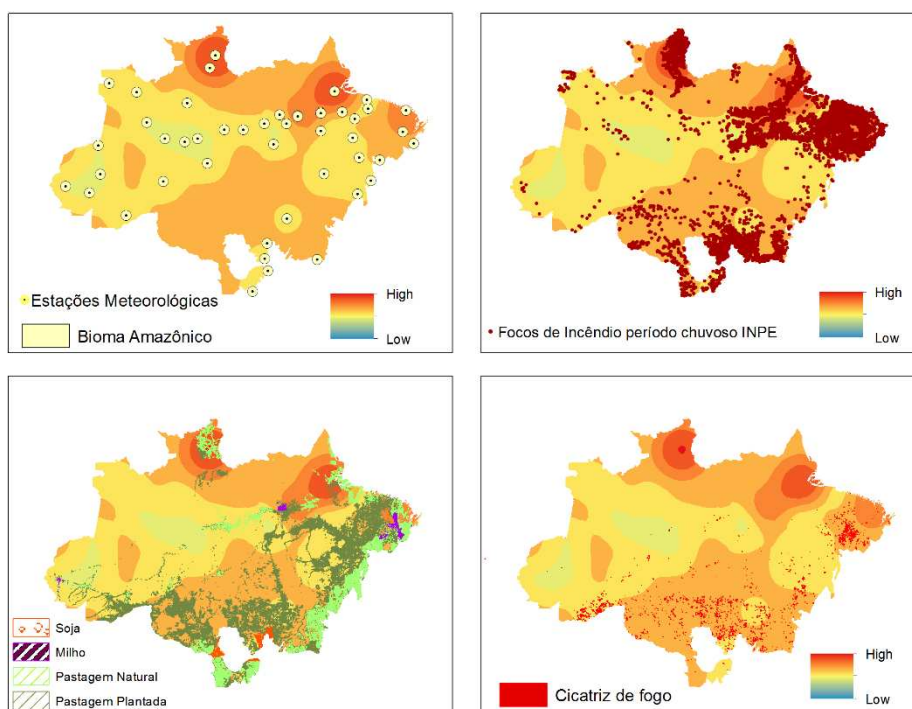 Estações Meteorológicas
Bioma Amazônico
High
Low
Focos de Incêndio período chuvoso INPE
High
Low
Soja
Milho
Pastagem Natural
Pastagem Plantada
Cicatriz de fogo
High
Low